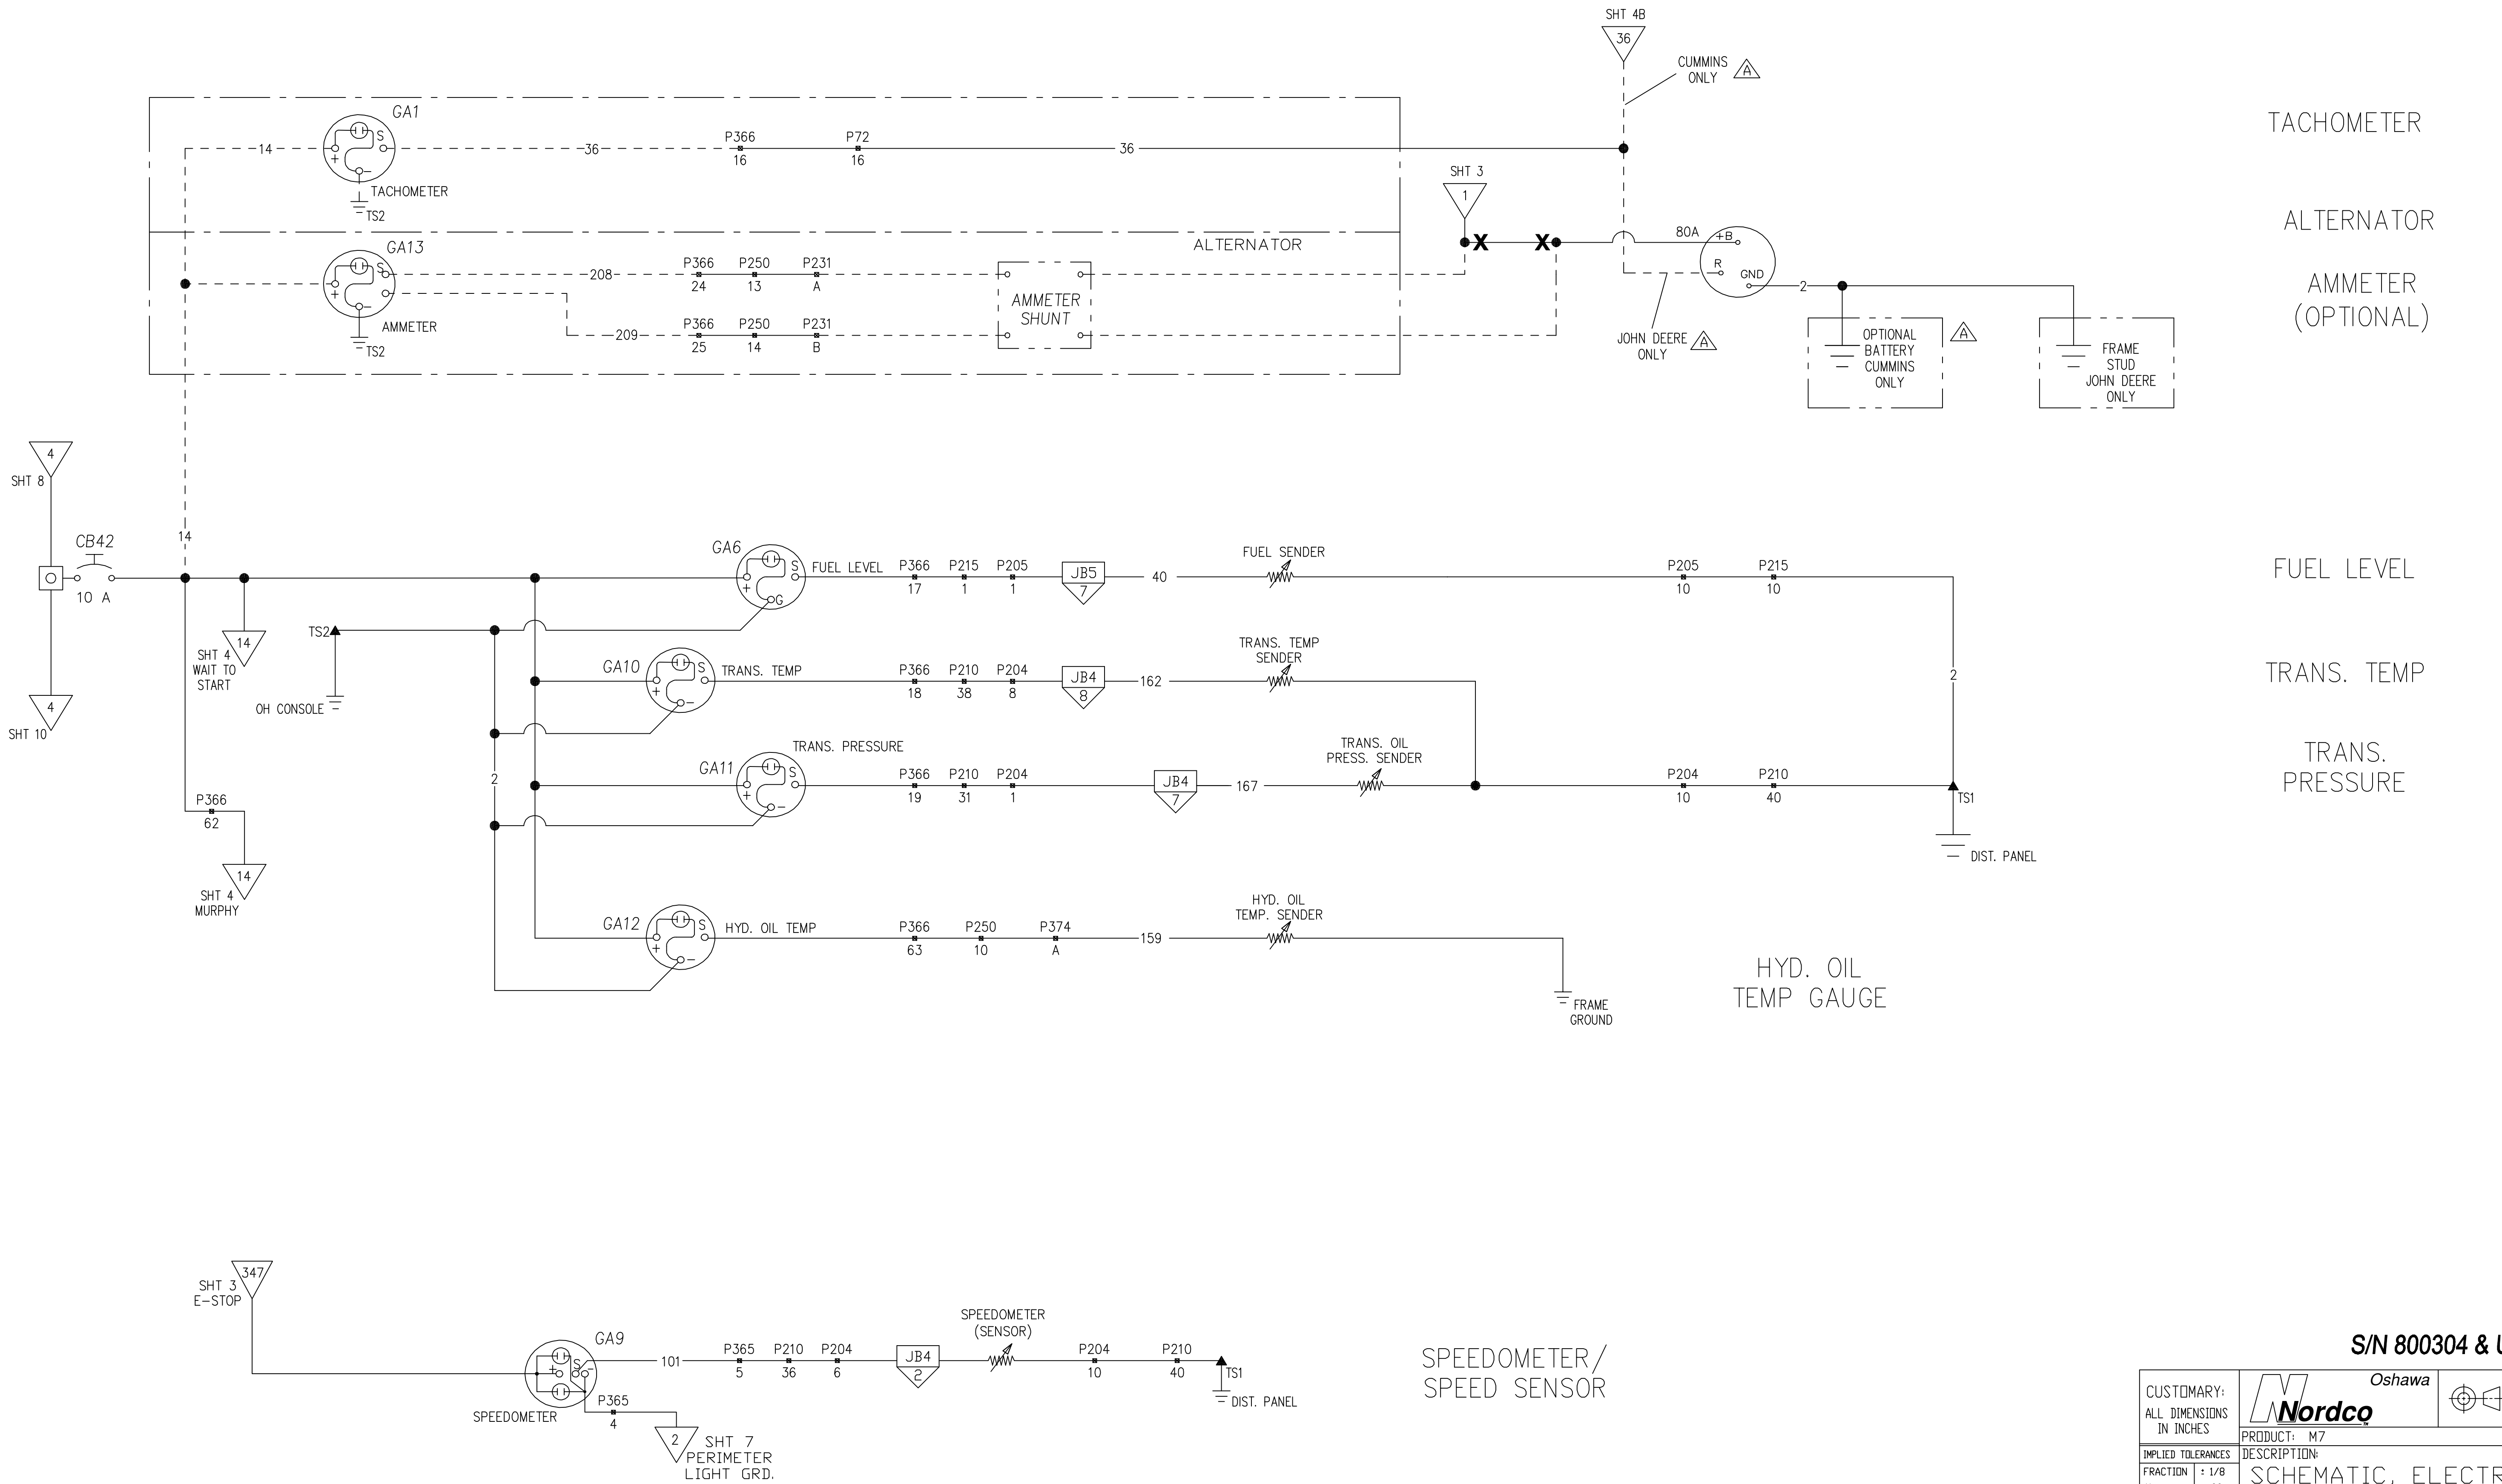 SHT 4B
36
CUMMINS
ONLY
A
GA1
TACHOMETER
14
S
+
-
36
P366
16
P72
16
36
TACHOMETER
TS2
SHT 3
1
ALTERNATOR
GA13
ALTERNATOR
80A
+B
R
GND
2
S
+
-
208
P366
24
P250
13
P231
A
AMMETER
(OPTIONAL)
AMMETER
SHUNT
AMMETER
TS2
209
P366
25
P250
14
P231
B
JOHN DEERE
ONLY
A
OPTIONAL
BATTERY
CUMMINS
ONLY
A
FRAME
STUD
JOHN DEERE
ONLY
4
SHT 8
14
CB42
10 A
GA6
S
+
G
FUEL LEVEL
P366
17
P215
1
P205
1
JB5
7
40
FUEL SENDER
P205
10
P215
10
FUEL LEVEL
14
SHT 4
WAIT TO
START
TS2
OH CONSOLE
4
SHT 10
GA10
S
+
-
TRANS. TEMP
P366
18
P210
38
P204
8
JB4
8
162
TRANS. TEMP
SENDER
2
TRANS. TEMP
2
GA11
S
+
-
TRANS. PRESSURE
P366
19
P210
31
P204
1
JB4
7
167
TRANS. OIL
PRESS. SENDER
P204
10
P210
40
TS1
DIST. PANEL
TRANS.
PRESSURE
P366
62
14
SHT 4
MURPHY
GA12
S
+
-
HYD. OIL TEMP
P366
63
P250
10
P374
A
159
HYD. OIL
TEMP. SENDER
FRAME
GROUND
HYD. OIL
TEMP GAUGE
347
SHT 3
E-STOP
GA9
S
+
-
SPEEDOMETER
101
P365
5
P210
36
P204
6
JB4
2
SPEEDOMETER
(SENSOR)
P204
10
P210
40
TS1
DIST. PANEL
P365
4
2
SHT 7
PERIMETER
LIGHT GRD.
SPEEDOMETER/
SPEED SENSOR
S/N 800304 & U
CUSTOMARY:
ALL DIMENSIONS
IN INCHES
Oshawa
Nordco
PRODUCT: M7
IMPLIED TOLERANCES
DESCRIPTION:
FRACTION : 1/8
SCHEMATIC, ELECTR